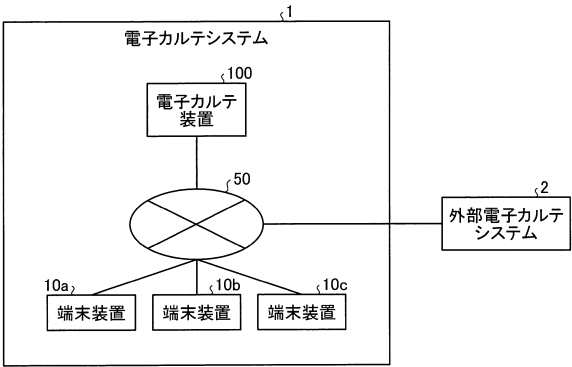 1
電子カルテシステム
100
電子カルテ
装置
50
2
外部電子カルテ
システム
10a
端末装置
10b
端末装置
10c
端末装置